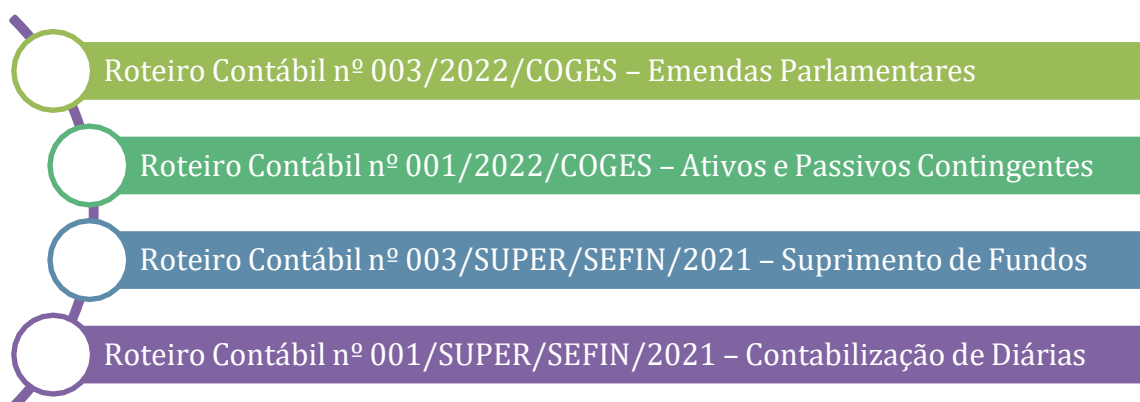 Roteiro Contábil nº 003/2022/COGES – Emendas Parlamentares
Roteiro Contábil nº 001/2022/COGES – Ativos e Passivos Contingentes
Roteiro Contábil nº 003/SUPER/SEFIN/2021 – Suprimento de Fundos
Roteiro Contábil nº 001/SUPER/SEFIN/2021 – Contabilização de Diárias